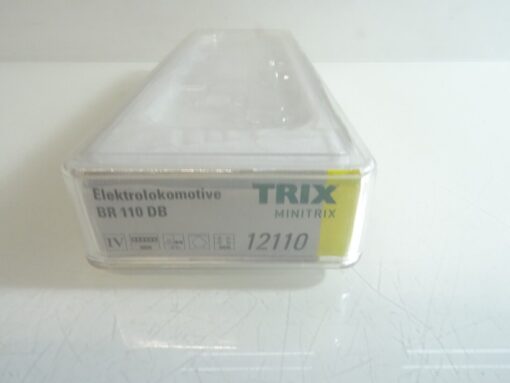 Elektrolokomotive
BR 110 DB
TRIX
MINITRIX
IV
12110